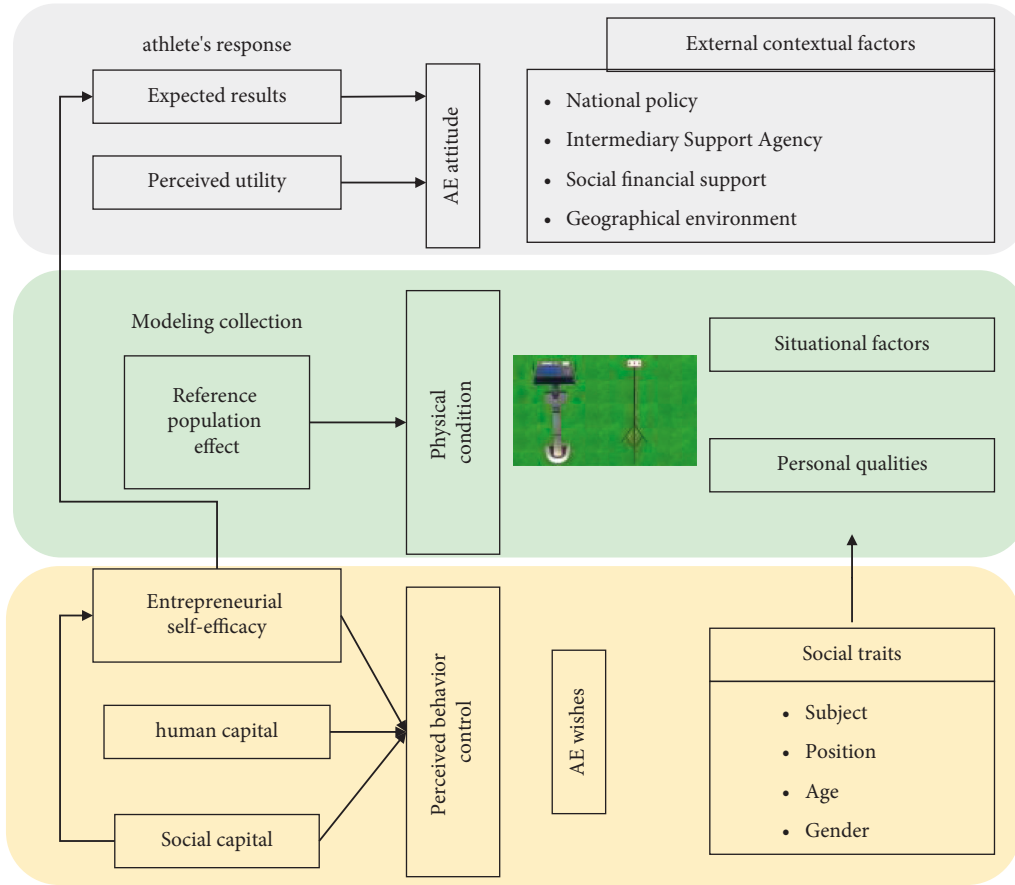 athlete's response
Expected results
Perceived utility
AE attitude
External contextual factors
• National policy
• Intermediary Support Agency
• Social financial support
• Geographical environment
Modeling collection
Reference
population
effect
Physical
condition
Situational factors
Personal qualities
Entrepreneurial
self-efficacy
human capital
Social capital
Perceived behavior
control
AE wishes
Social traits
• Subject
• Position
• Age
• Gender